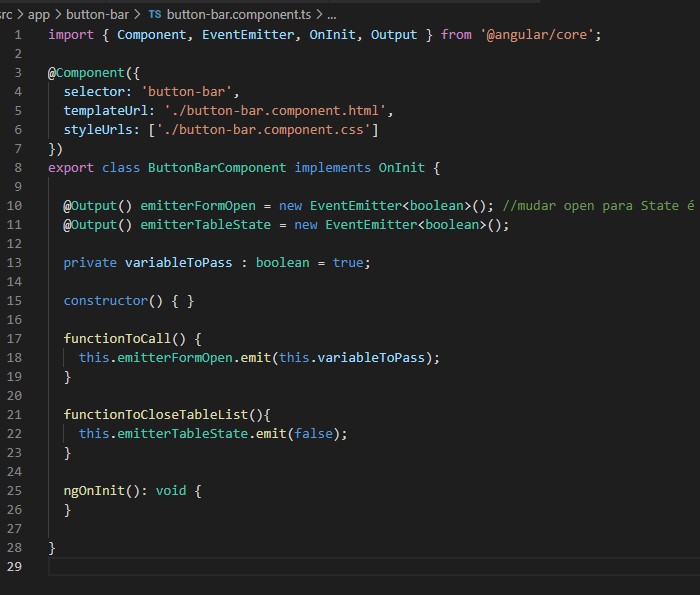 src > app > button-bar > TS button-bar.component.ts > ...
1 import { Component, EventEmitter, OnInit, Output } from '@angular/core';
2
3 @Component({
4   selector: 'button-bar',
5   templateUrl: './button-bar.component.html',
6   styleUrls: ['./button-bar.component.css']
7 })
8 export class ButtonBarComponent implements OnInit {
9
10   @Output() emitterFormOpen = new EventEmitter<boolean>(); //mudar open para State é
11   @Output() emitterTableState = new EventEmitter<boolean>();
12
13   private variableToPass : boolean = true;
14
15   constructor() { }
16
17   functionToCall() {
18     this.emitterFormOpen.emit(this.variableToPass);
19   }
20
21   functionToCloseTableList(){
22     this.emitterTableState.emit(false);
23   }
24
25   ngOnInit(): void {
26   }
27
28 }
29